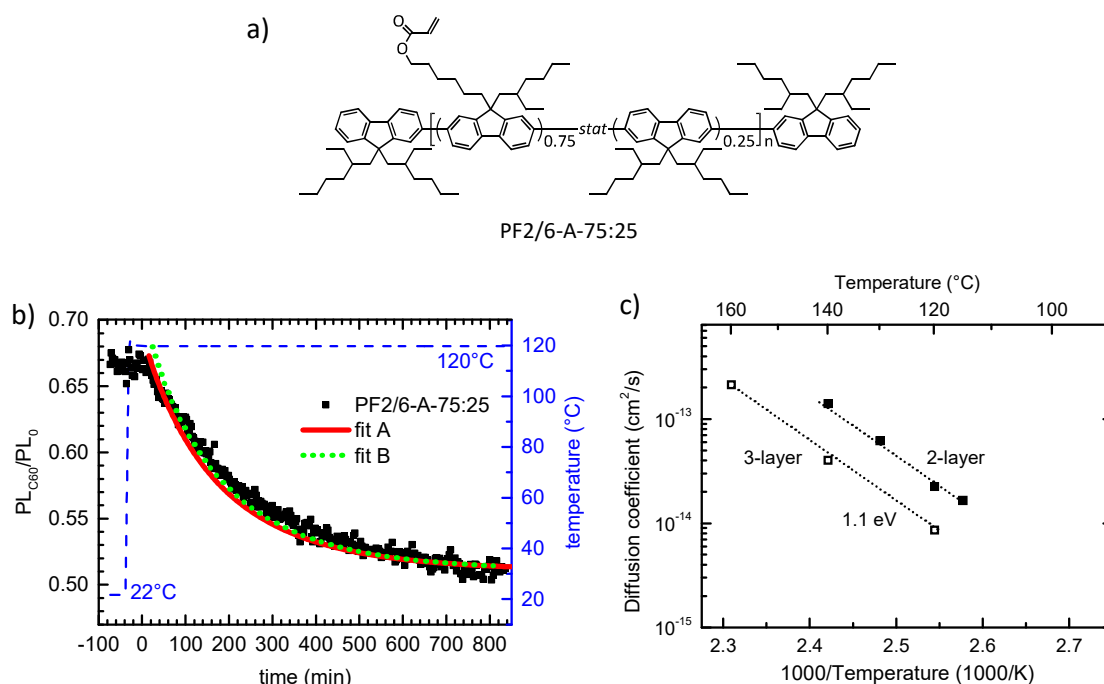 a)
O
O
0.75
stat
0.25
n
PF2/6-A-75:25
b)
0.70
0.65
0.60
0.55
0.50
PL_C60/PL_0
120°C
PF2/6-A-75:25
fit A
fit B
22°C
120
100
80
60
40
20
temperature (°C)
-100 0 100 200 300 400 500 600 700 800
time (min)
c)
Temperature (°C)
160 140 120 100
10^-13
10^-14
10^-15
Diffusion coefficient (cm²/s)
3-layer
2-layer
1.1 eV
2.3 2.4 2.5 2.6 2.7
1000/Temperature (1000/K)